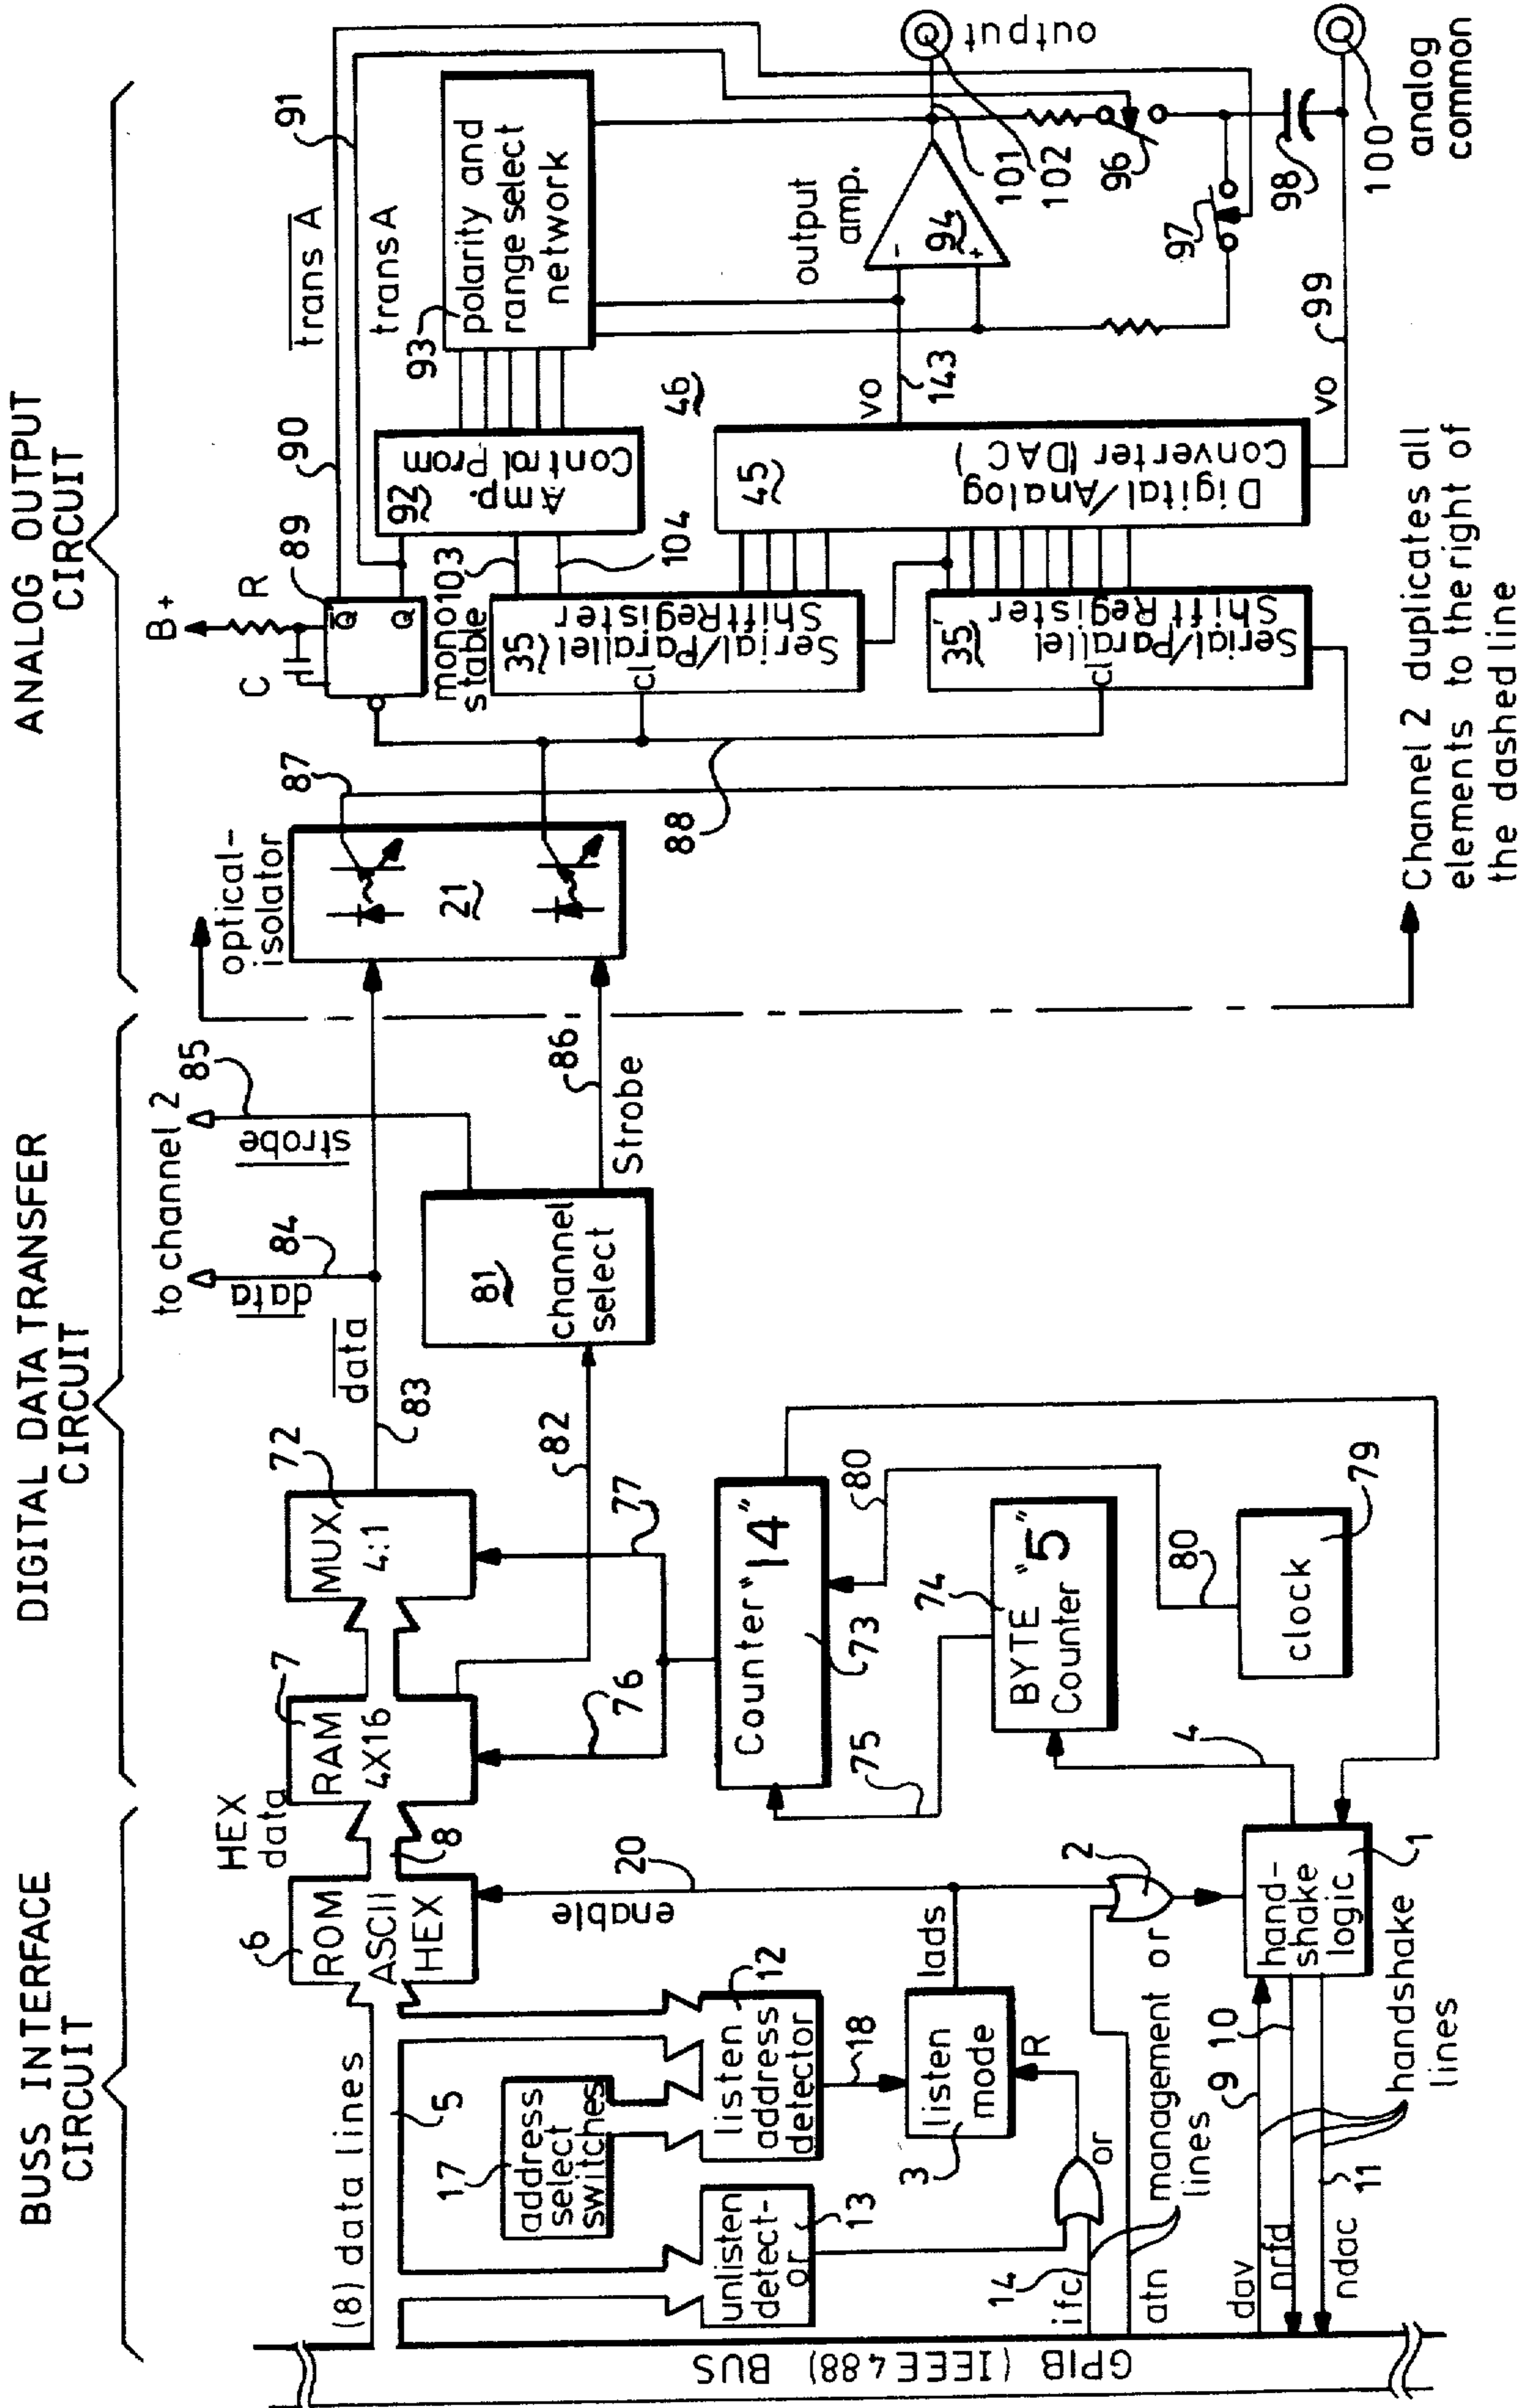 BUSS INTERFACE
CIRCUIT
DIGITAL DATA TRANSFER
CIRCUIT
ANALOG OUTPUT
CIRCUIT
GPIB (IEEE 488) BUS
(8) data lines
5
6
ROM
ASCII
HEX
HEX
data
8
7
RAM
4X16
72
MUX
4:1
data
83
84
data
to channel 2
85
strobe
82
81
channel
select
86
Strobe
76
77
17
address
select
switches
12
listen
address
detector
13
unlisten
detect-
or
18
3
listen
mode
R
lads
20
enable
14
ifc
or
atn
management
lines
or
2
dav
9
nrfd
10
ndac
11
hand-
shake
logic
1
handshake
lines
4
75
Counter "14"
73
74
BYTE "5"
Counter
80
80
clock
79
optical-
isolator
21
87
88
B+
R
C
89
Q
Q
mono
stable
90
91
trans A
trans A
103
104
92
Amp.
Control Prom
93
polarity and
range select
network
35
Serial/Parallel
Shift Register
cl
35'
Serial/Parallel
Shift Register
cl
45
Digital/Analog
Converter (DAC)
46
vo
143
vo
99
output
amp.
94
-
+
101
102
output
96
97
98
100
analog
common
Channel 2 duplicates all
elements to the right of
the dashed line